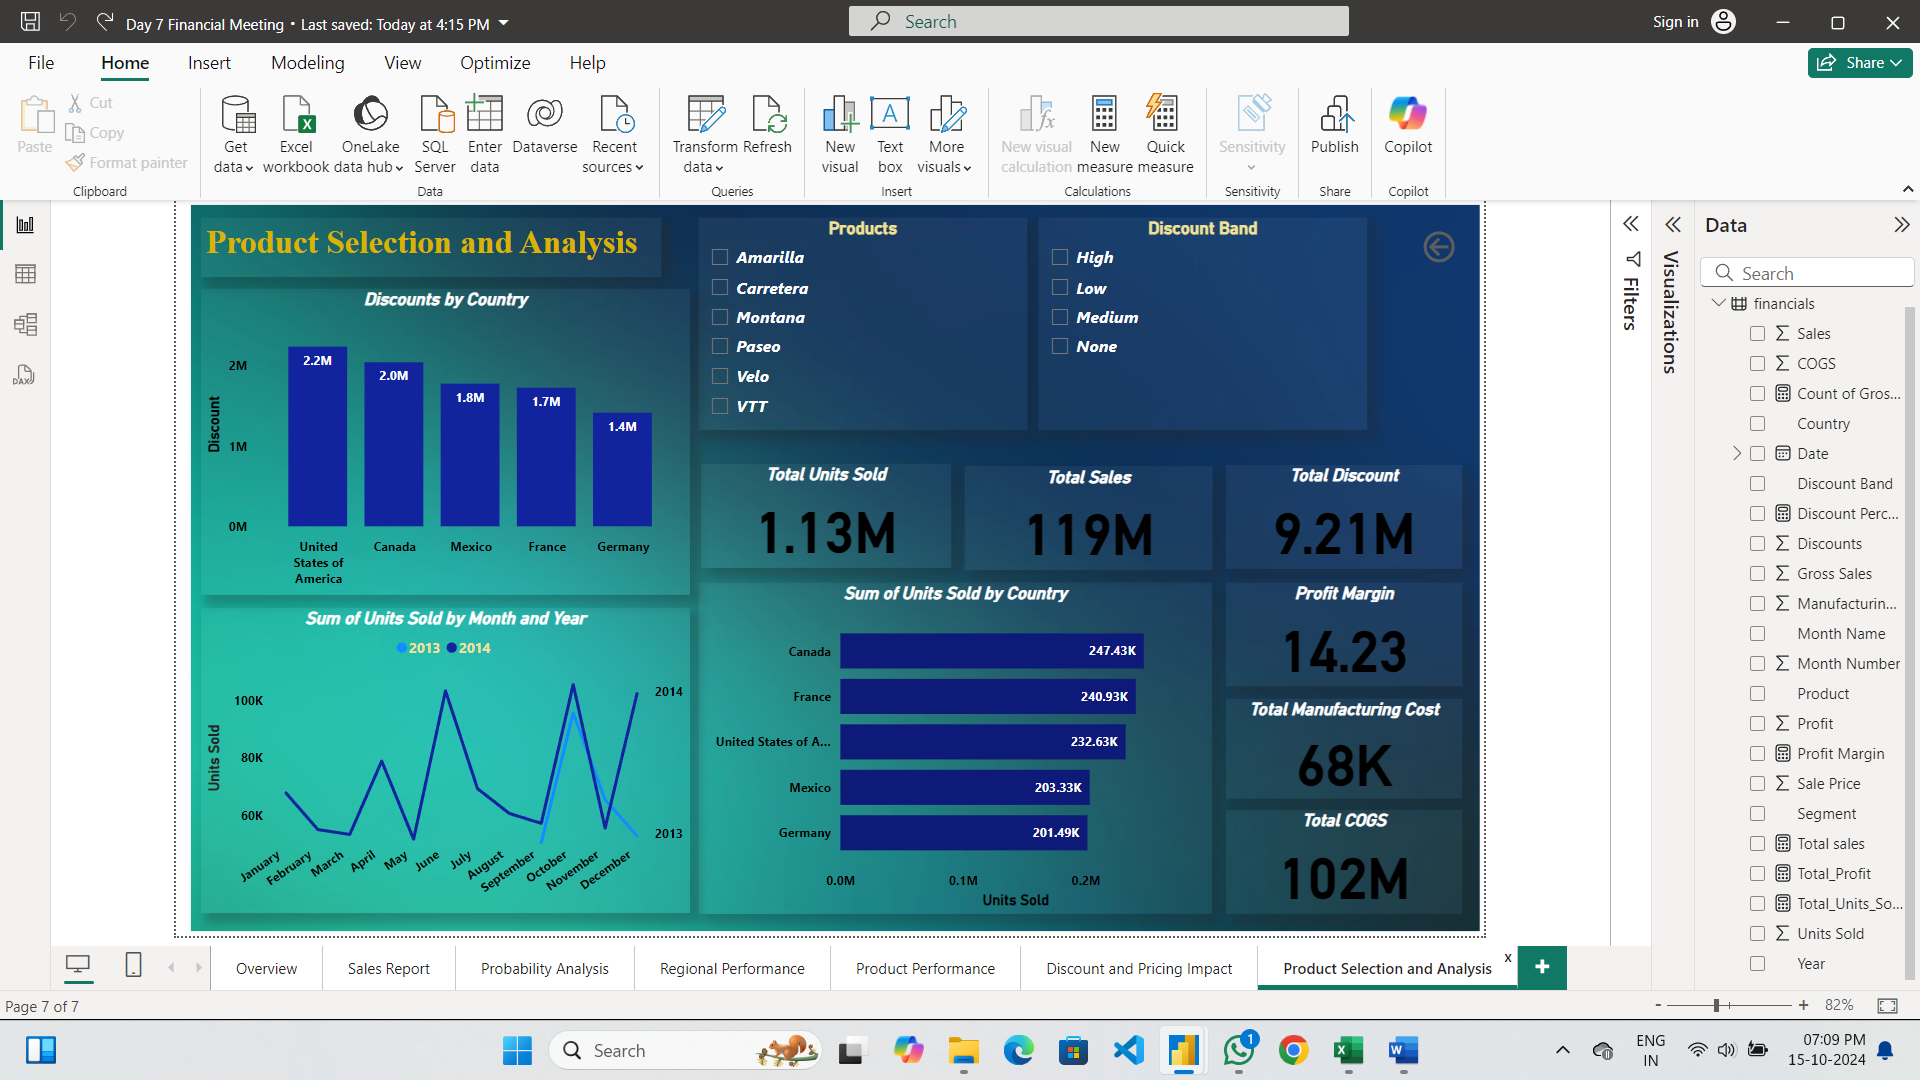 Day 7 Financial Meeting • Last saved: Today at 4:15 PM
Search
Sign in
File
Home
Insert
Modeling
View
Optimize
Help
Share
Paste
Cut
Copy
Format painter
Clipboard
Get
data
Excel
workbook
OneLake
data hub
SQL
Server
Enter
data
Dataverse
Recent
sources
Data
Transform
data
Refresh
Queries
New
visual
Text
box
More
visuals
Insert
New visual
calculation
New
measure
Quick
measure
Calculations
Sensitivity
Sensitivity
Publish
Share
Copilot
Copilot
Product Selection and Analysis
Products
Amarilla
Carretera
Montana
Paseo
Velo
VTT
Discount Band
High
Low
Medium
None
Discounts by Country
Discount
2M
1M
0M
2.2M
2.0M
1.8M
1.7M
1.4M
United
States of
America
Canada
Mexico
France
Germany
Total Units Sold
1.13M
Total Sales
119M
Total Discount
9.21M
Sum of Units Sold by Month and Year
2013
2014
Units Sold
100K
80K
60K
2014
2013
January
February
March
April
May
June
July
August
September
October
November
December
Sum of Units Sold by Country
Canada
247.43K
France
240.93K
United States of A...
232.63K
Mexico
203.33K
Germany
201.49K
0.0M
0.1M
0.2M
Units Sold
Profit Margin
14.23
Total Manufacturing Cost
68K
Total COGS
102M
Filters
Visualizations
Data
Search
financials
Sales
COGS
Count of Gros...
Country
Date
Discount Band
Discount Perc...
Discounts
Gross Sales
Manufacturin...
Month Name
Month Number
Product
Profit
Profit Margin
Sale Price
Segment
Total sales
Total_Profit
Total_Units_So...
Units Sold
Year
Overview
Sales Report
Probability Analysis
Regional Performance
Product Performance
Discount and Pricing Impact
Product Selection and Analysis
x
+
Page 7 of 7
- + 82%
Search
1
ENG
IN
07:09 PM
15-10-2024